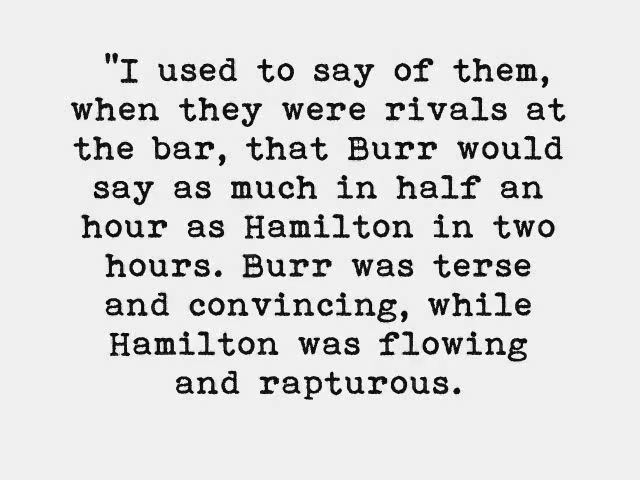 "I used to say of them,
when they were rivals at
the bar, that Burr would
say as much in half an
hour as Hamilton in two
hours. Burr was terse
and convincing, while
Hamilton was flowing
and rapturous.